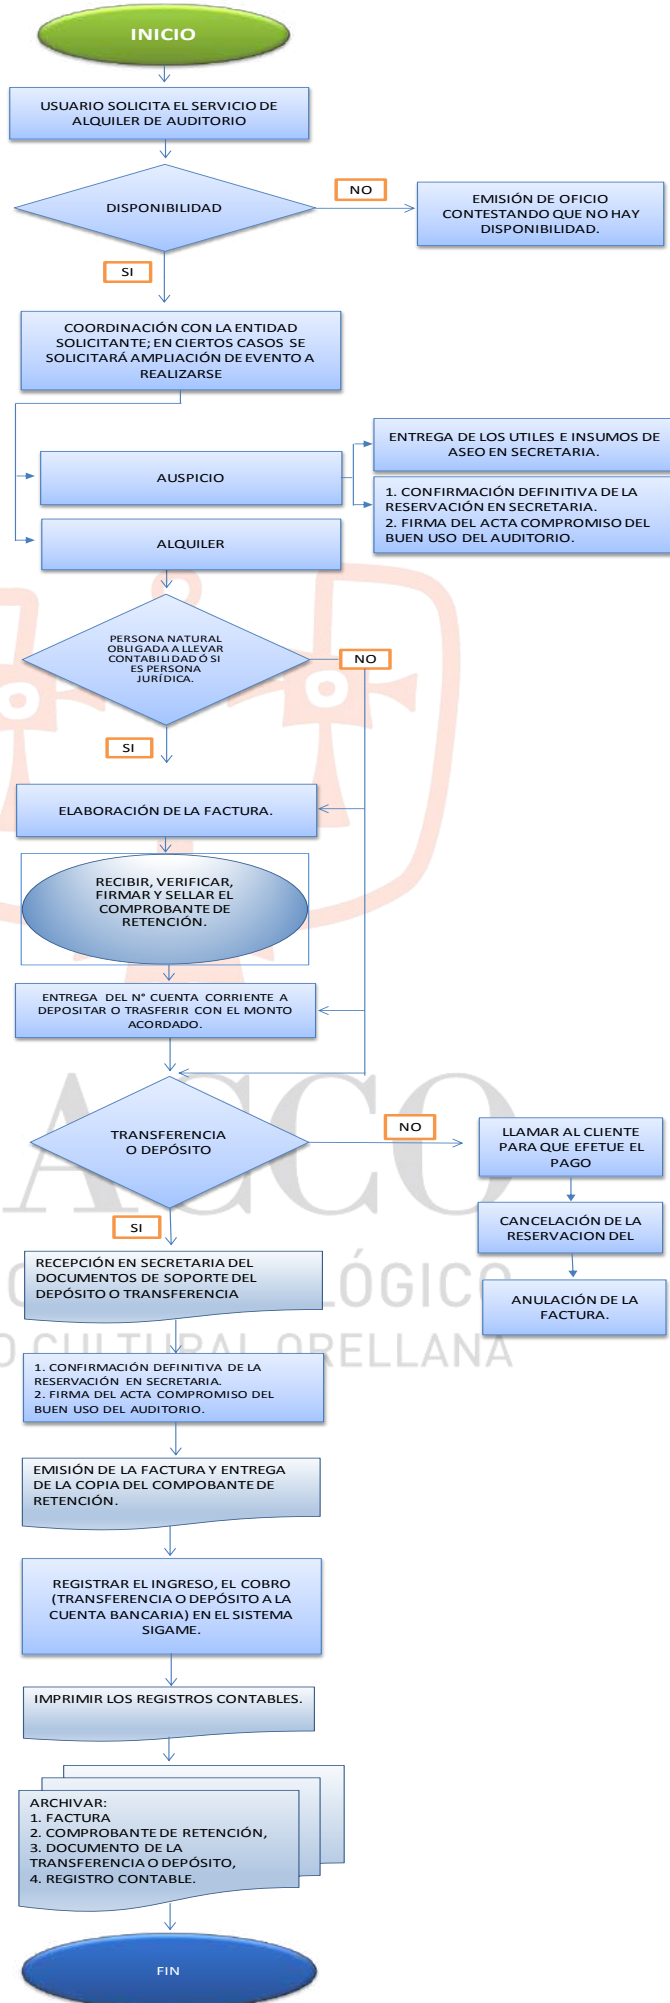 INICIO
USUARIO SOLICITA EL SERVICIO DE
ALQUILER DE AUDITORIO
DISPONIBILIDAD
NO
EMISIÓN DE OFICIO
CONTESTANDO QUE NO HAY
DISPONIBILIDAD.
SI
COORDINACIÓN CON LA ENTIDAD
SOLICITANTE; EN CIERTOS CASOS SE
SOLICITARÁ AMPLIACIÓN DE EVENTO A
REALIZARSE
AUSPICIO
ENTREGA DE LOS UTILES E INSUMOS DE
ASEO EN SECRETARIA.
1. CONFIRMACIÓN DEFINITIVA DE LA
RESERVACIÓN EN SECRETARIA.
2. FIRMA DEL ACTA COMPROMISO DEL
BUEN USO DEL AUDITORIO.
ALQUILER
PERSONA NATURAL
OBLIGADA A LLEVAR
CONTABILIDAD Ó SI
ES PERSONA
JURÍDICA.
NO
SI
ELABORACIÓN DE LA FACTURA.
RECIBIR, VERIFICAR,
FIRMAR Y SELLAR EL
COMPROBANTE DE
RETENCIÓN.
ENTREGA DEL N° CUENTA CORRIENTE A
DEPOSITAR O TRASFERIR CON EL MONTO
ACORDADO.
ACCO
TRANSFERENCIA
O DEPÓSITO
NO
LLAMAR AL CLIENTE
PARA QUE EFETUE EL
PAGO
SI
CANCELACIÓN DE LA
RESERVACION DEL
RECEPCIÓN EN SECRETARIA DEL
DOCUMENTOS DE SOPORTE DEL
DEPÓSITO O TRANSFERENCIA
LÓGICO
ANULACIÓN DE LA
FACTURA.
O CULTURAL ORELLANA
1. CONFIRMACIÓN DEFINITIVA DE LA
RESERVACIÓN EN SECRETARIA.
2. FIRMA DEL ACTA COMPROMISO DEL
BUEN USO DEL AUDITORIO.
EMISIÓN DE LA FACTURA Y ENTREGA
DE LA COPIA DEL COMPOBANTE DE
RETENCIÓN.
REGISTRAR EL INGRESO, EL COBRO
(TRANSFERENCIA O DEPÓSITO A LA
CUENTA BANCARIA) EN EL SISTEMA
SIGAME.
IMPRIMIR LOS REGISTROS CONTABLES.
ARCHIVAR:
1. FACTURA
2. COMPROBANTE DE RETENCIÓN,
3. DOCUMENTO DE LA
TRANSFERENCIA O DEPÓSITO,
4. REGISTRO CONTABLE.
FIN